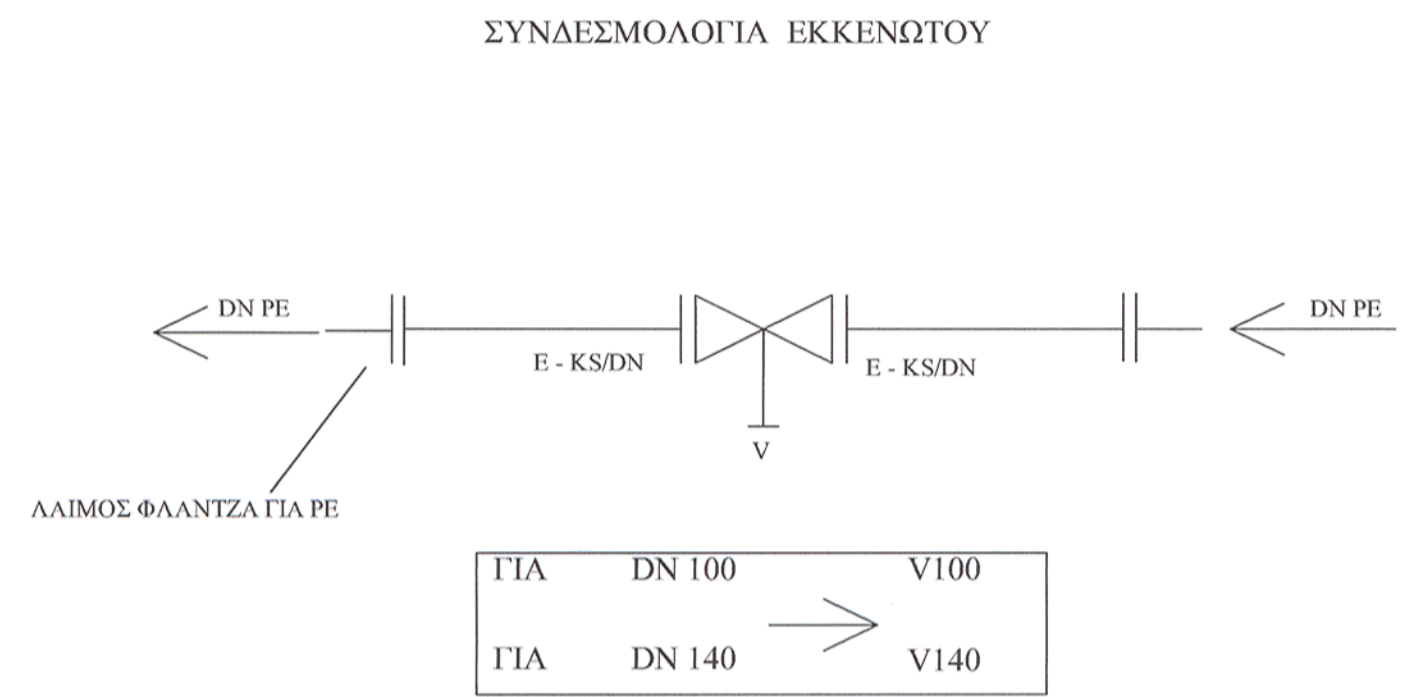 ΣΥΝΔΕΣΜΟΛΟΓΙΑ ΕΚΚΕΝΩΤΟΥ
DN PE
DN PE
E - KS/DN
E - KS/DN
V
ΛΑΙΜΟΣ ΦΛΑΝΤΖΑ ΓΙΑ PE
ΓΙΑ DN 100 V100
ΓΙΑ DN 140 V140